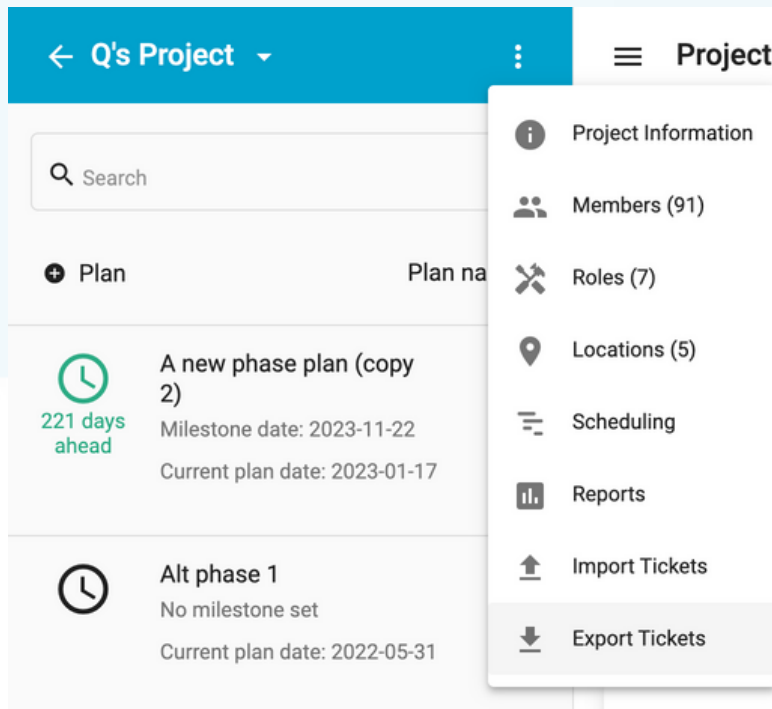 Q's Project
Project
Search
Plan
Plan na
A new phase plan (copy
2)
Milestone date: 2023-11-22
Current plan date: 2023-01-17
221 days
ahead
Alt phase 1
No milestone set
Current plan date: 2022-05-31
Project Information
Members (91)
Roles (7)
Locations (5)
Scheduling
Reports
Import Tickets
Export Tickets